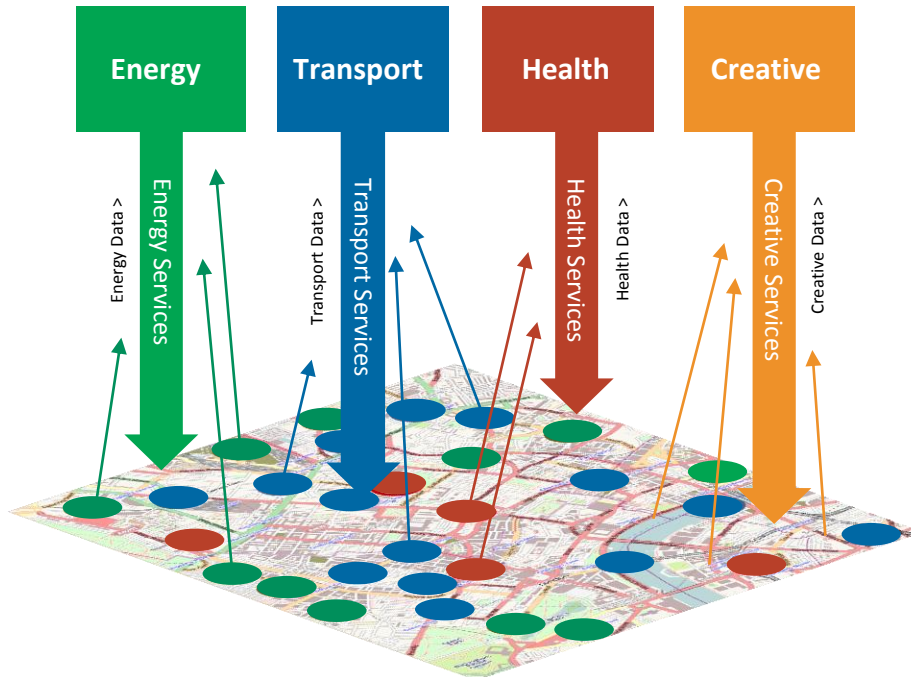 Energy
Transport
Health
Creative
Energy Data >
Energy Services
Transport Data >
Transport Services
Health Services
Health Data >
Creative Services
Creative Data >